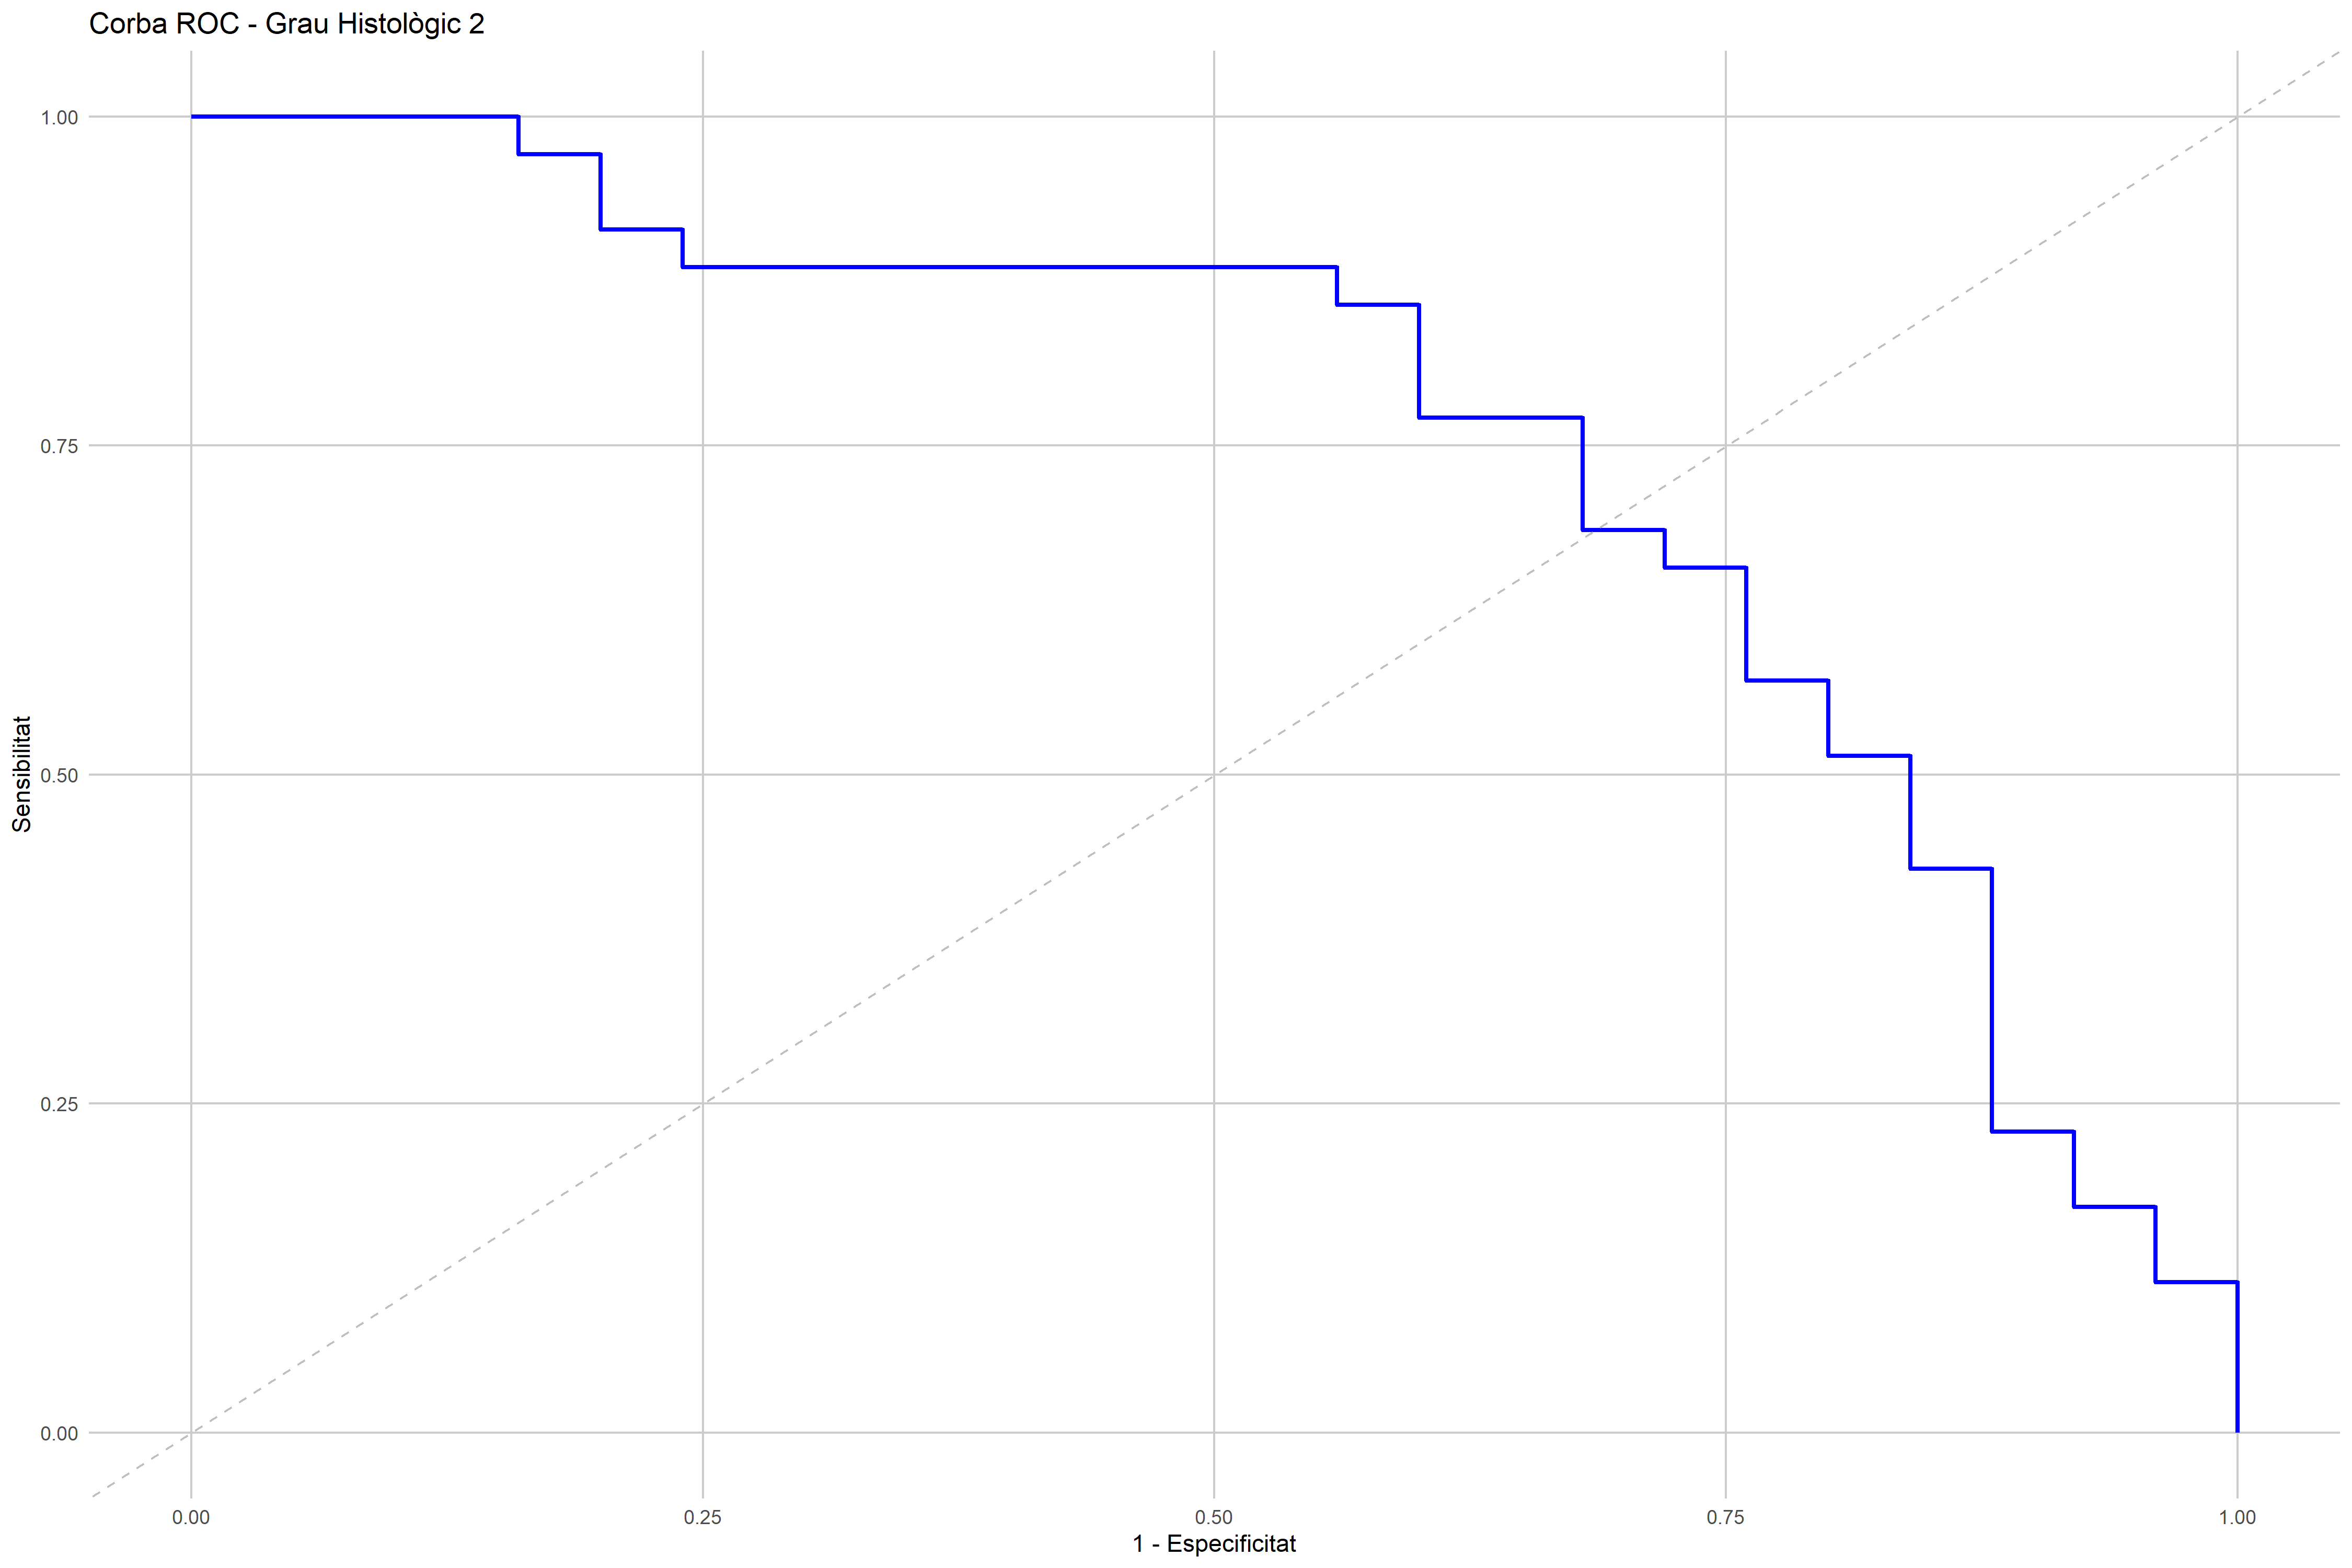 Corba ROC - Grau Histològic 2
1.00
0.75
0.50
0.25
0.00
Sensibilitat
0.00 0.25 0.50 0.75 1.00
1 - Especificitat